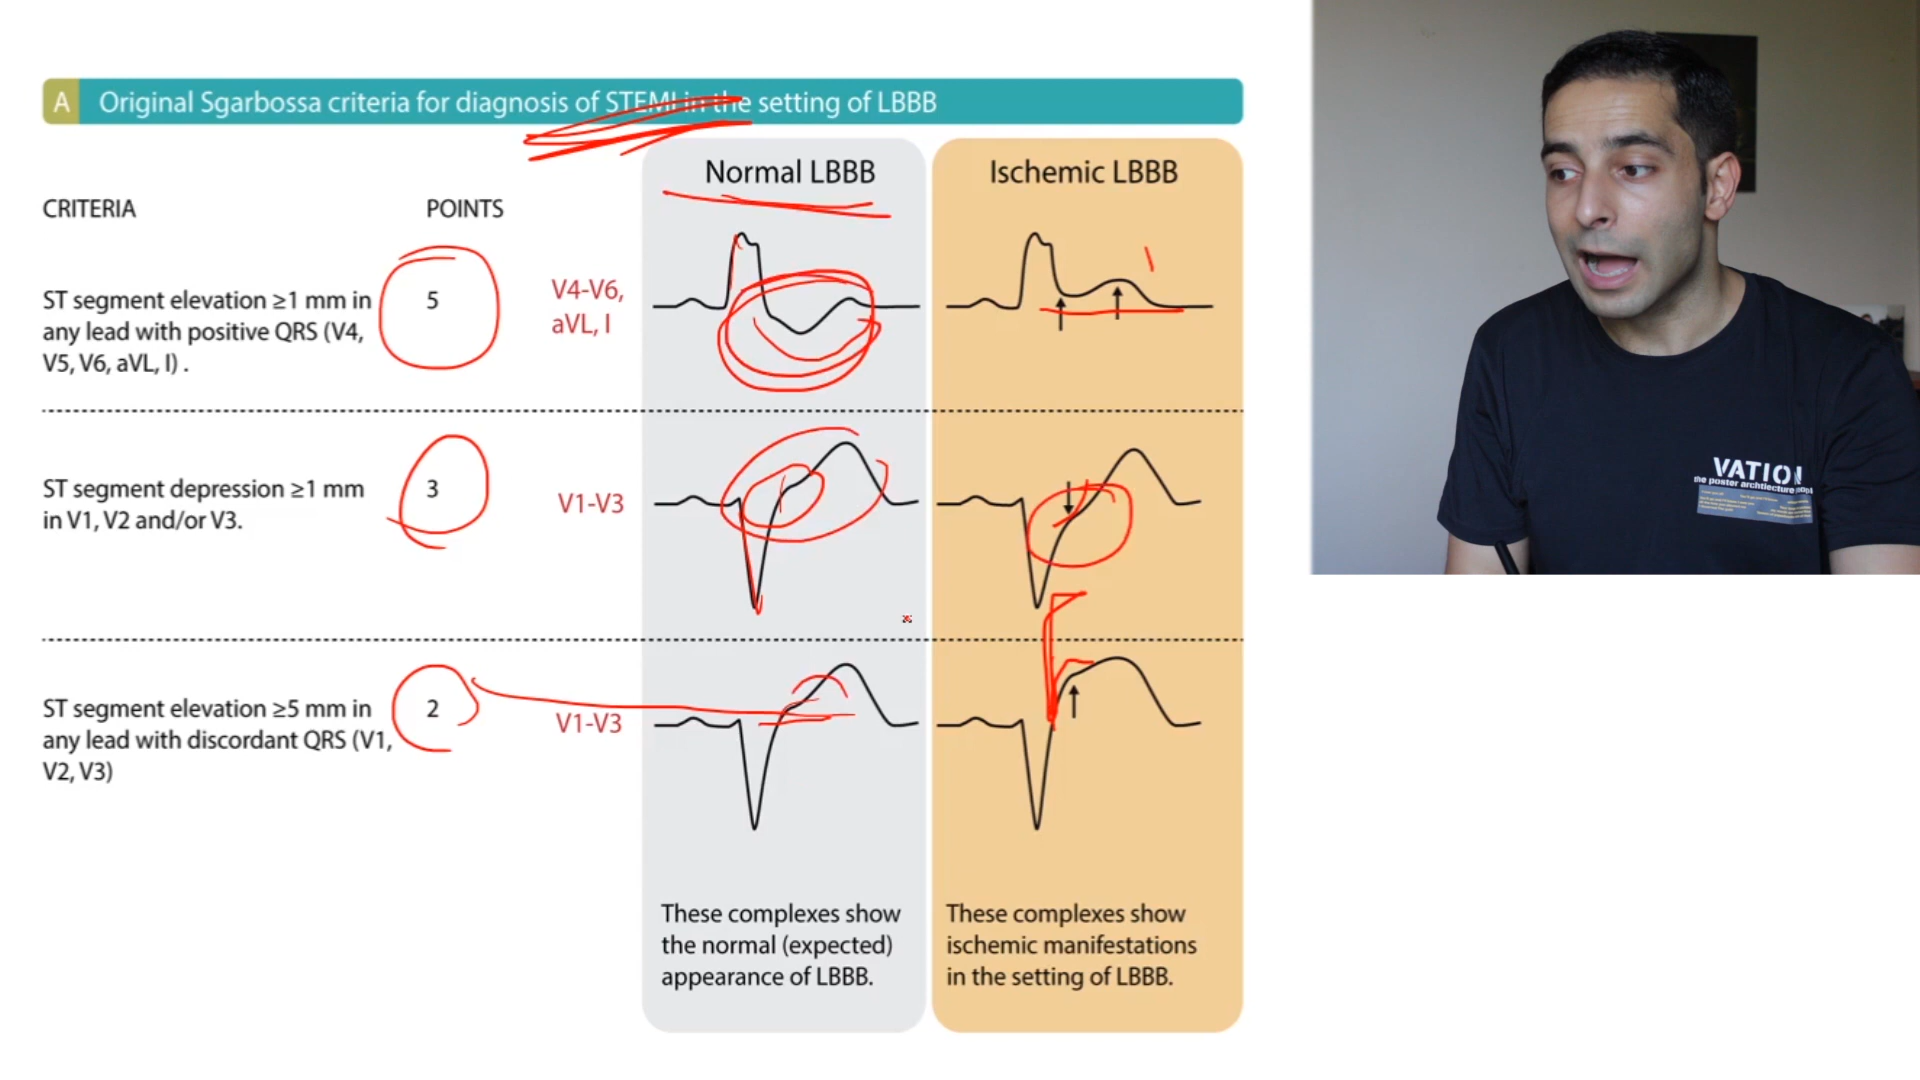 A Original Sgarbossa criteria for diagnosis of STEMI in the setting of LBBB
Normal LBBB
Ischemic LBBB
CRITERIA
POINTS
ST segment elevation ≥1 mm in
any lead with positive QRS (V4,
V5, V6, aVL, I) .
5
V4-V6,
aVL, I
ST segment depression ≥1 mm
in V1, V2 and/or V3.
3
V1-V3
ST segment elevation ≥5 mm in
any lead with discordant QRS (V1,
V2, V3)
2
V1-V3
These complexes show
the normal (expected)
appearance of LBBB.
These complexes show
ischemic manifestations
in the setting of LBBB.
VATION
the poster archtlecture